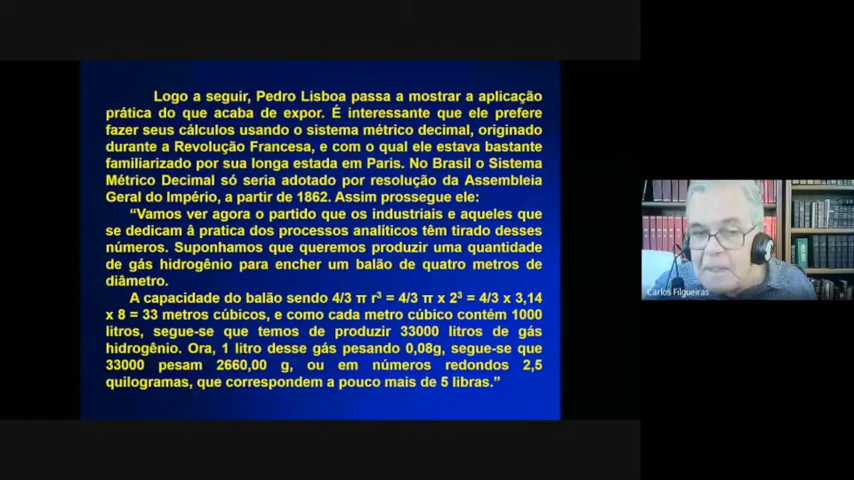 Logo a seguir, Pedro Lisboa passa a mostrar a aplicação
prática do que acaba de expor. É interessante que ele prefere
fazer seus cálculos usando o sistema métrico decimal, originado
durante a Revolução Francesa, e com o qual ele estava bastante
familiarizado por sua longa estada em Paris. No Brasil o Sistema
Métrico Decimal só seria adotado por resolução da Assembleia
Geral do Império, a partir de 1862. Assim prossegue ele:
“Vamos ver agora o partido que os industriais e aqueles que
se dedicam â pratica dos processos analíticos têm tirado desses
números. Suponhamos que queremos produzir uma quantidade
de gás hidrogênio para encher um balão de quatro metros de
diâmetro.
A capacidade do balão sendo 4/3 π r³ = 4/3 π x 2³ = 4/3 x 3,14
x 8 = 33 metros cúbicos, e como cada metro cúbico contém 1000
litros, segue-se que temos de produzir 33000 litros de gás
hidrogênio. Ora, 1 litro desse gás pesando 0,08g, segue-se que
33000 pesam 2660,00 g, ou em números redondos 2,5
quilogramas, que correspondem a pouco mais de 5 libras.”
Carlos Filgueiras